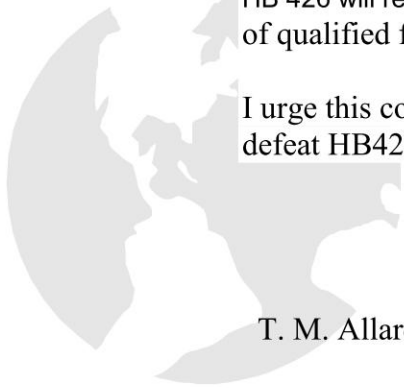 HB 426 will re
of qualified f
I urge this co
defeat HB42
T. M. Allar